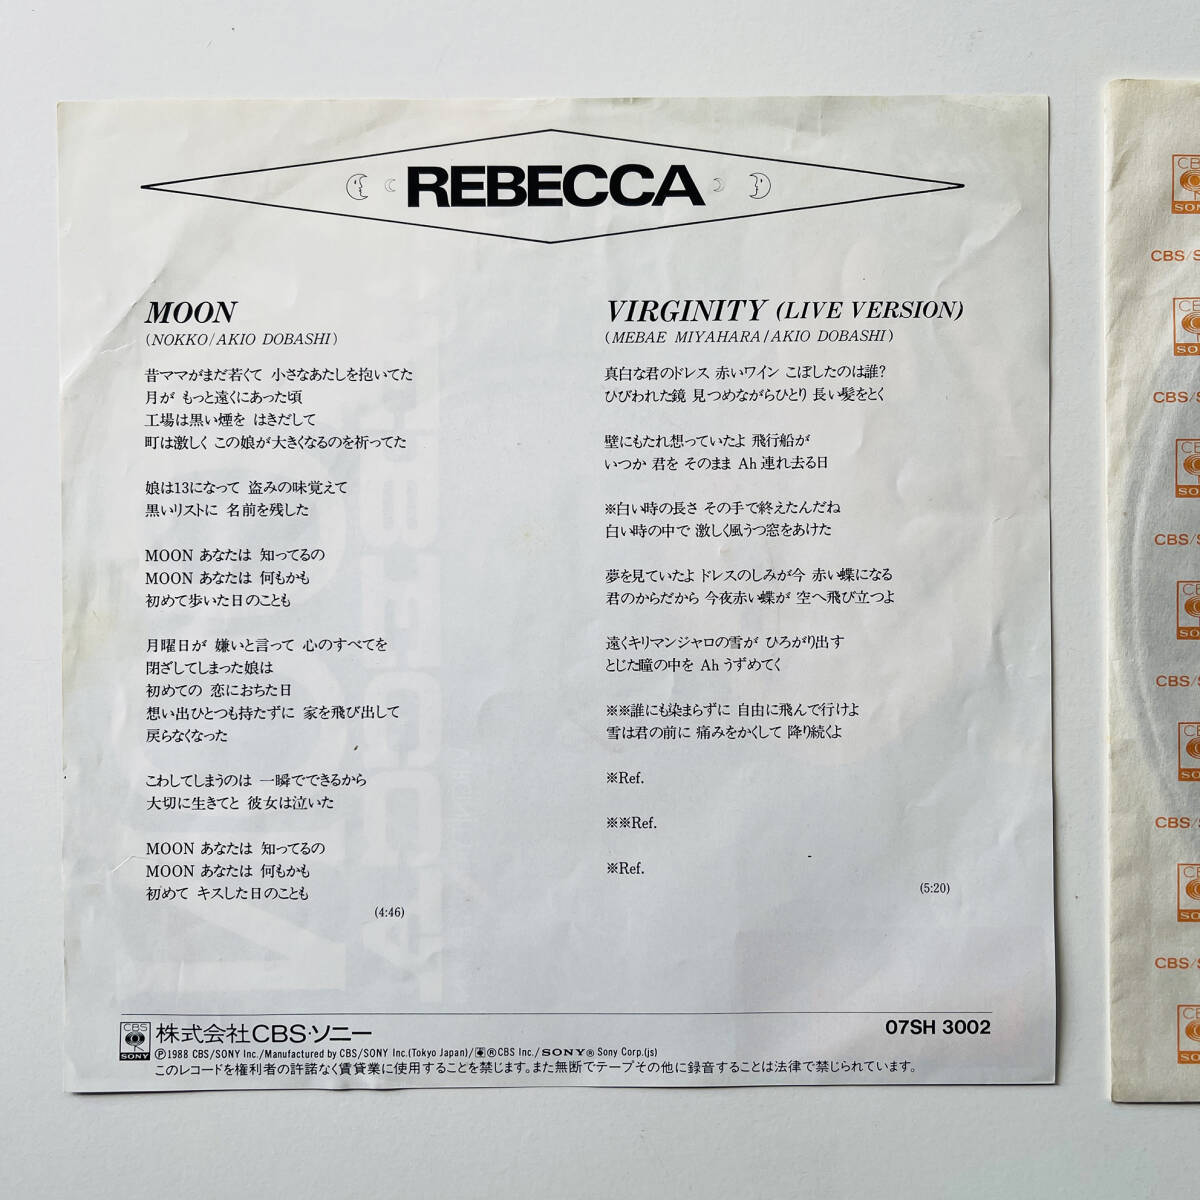 REBECCA
MOON
(NOKKO/AKIO DOBASHI)
昔ママがまだ若くて 小さなあたしを抱いてた
月が もっと遠くにあった頃
工場は黒い煙を はきだして
町は激しく この娘が大きくなるのを祈ってた
娘は13になって 盗みの味覚えて
黒いリストに 名前を残した
MOON あなたは 知ってるの
MOON あなたは 何もかも
初めて歩いた日のことも
月曜日が 嫌いと言って 心のすべてを
閉ざしてしまった娘は
初めての 恋におちた日
想い出ひとつも持たずに 家を飛び出して
戻らなくなった
こわしてしまうのは 一瞬でできるから
大切に生きてと 彼女は泣いた
MOON あなたは 知ってるの
MOON あなたは 何もかも
初めて キスした日のことも
(4:46)
VIRGINITY (LIVE VERSION)
(MEBAE MIYAHARA/AKIO DOBASHI)
真白な君のドレス 赤いワイン こぼしたのは誰?
ひびわれた鏡 見つめながらひとり 長い髪をとく
壁にもたれ想っていたよ 飛行船が
いつか 君を そのまま Ah 連れ去る日
※白い時の長さ その手で終えたんだね
白い時の中で 激しく風うつ窓をあけた
夢を見ていたよ ドレスのしみが今 赤い蝶になる
君のからだから 今夜赤い蝶が 空へ飛び立つよ
遠くキリマンジャロの雪が ひろがり出す
とじた瞳の中を Ah うずめてく
※※誰にも染まらずに 自由に飛んで行けよ
雪は君の前に 痛みをかくして 降り続くよ
※Ref.
※※Ref.
※Ref.
(5:20)
CBS
SONY
株式会社CBS・ソニー
07SH 3002
Ⓟ1988 CBS/SONY Inc./Manufactured by CBS/SONY Inc.(Tokyo Japan)/ ®CBS Inc./SONY® Sony Corp.(js)
このレコードを権利者の許諾なく賃貸業に使用することを禁じます。また無断でテープその他に録音することは法律で禁じられています。